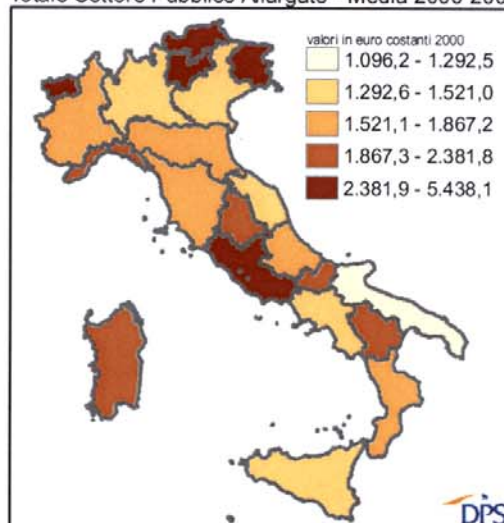 Totale Settore Pubblico Allargato - Media
valori in euro costanti 2000
1.096,2 - 1.292,5
1.292,6 - 1.521,0
1.521,1 - 1.867,2
1.867,3 - 2.381,8
2.381,9 - 5.438,1
DPS